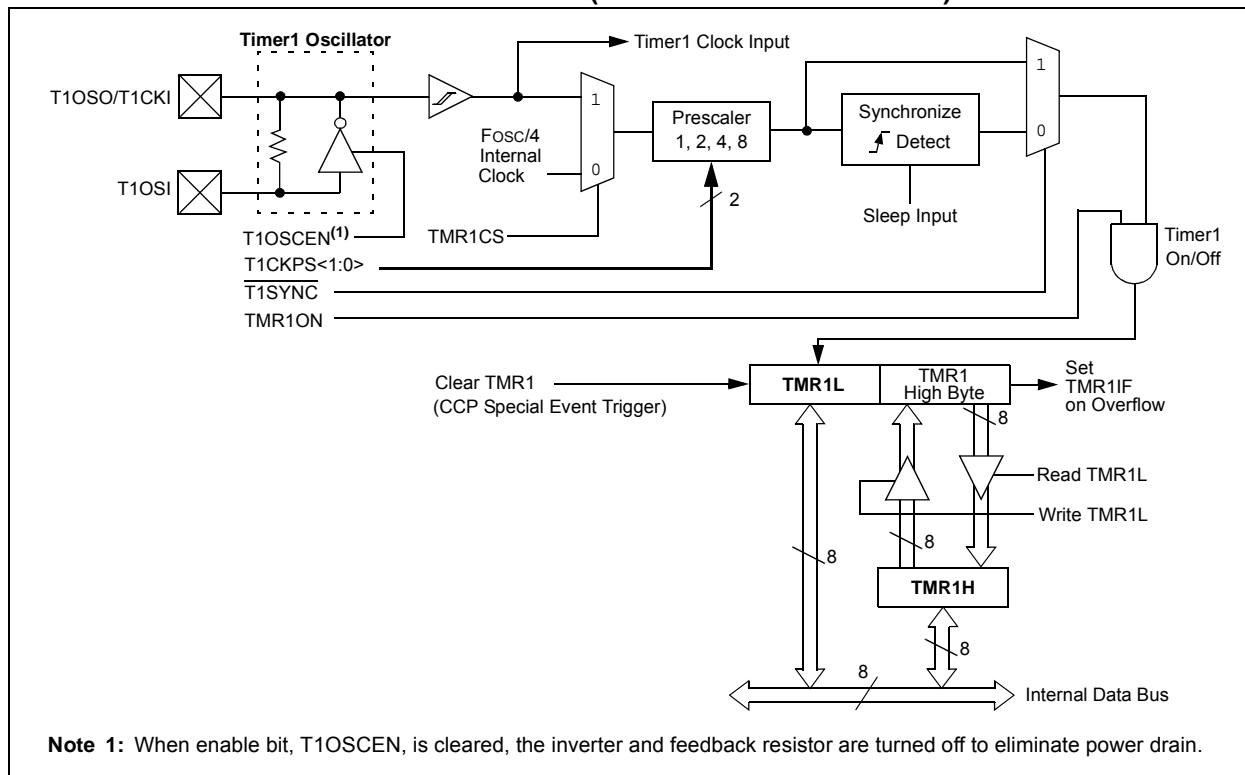 Timer1 Oscillator
Timer1 Clock Input
1
T1OSO/T1CKI
1
Prescaler
1, 2, 4, 8
Synchronize
Detect
0
FOSC/4
Internal
Clock
0
T1OSI
2
Sleep Input
T1OSCEN(1)
TMR1CS
Timer1
On/Off
T1CKPS<1:0>
T1SYNC
TMR1ON
Clear TMR1
(CCP Special Event Trigger)
TMR1L
TMR1
High Byte
Set
TMR1IF
on Overflow
8
Read TMR1L
Write TMR1L
8
8
TMR1H
8
8
Internal Data Bus
Note 1: When enable bit, T1OSCEN, is cleared, the inverter and feedback resistor are turned off to eliminate power drain.